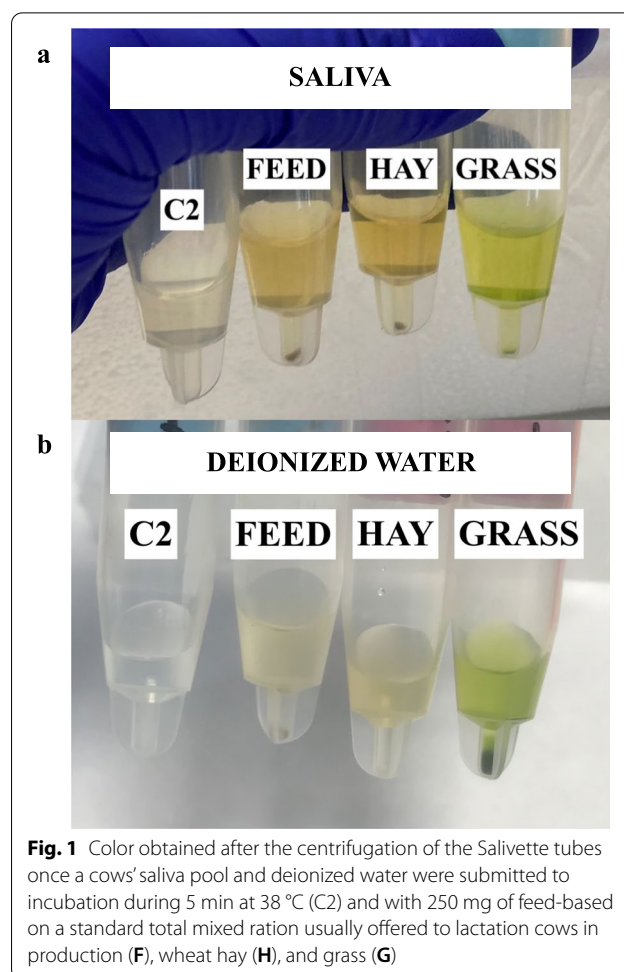 a
SALIVA
FEED HAY GRASS
C2
b
DEIONIZED WATER
C2 FEED HAY GRASS
Fig. 1 Color obtained after the centrifugation of the Salivette tubes
once a cows' saliva pool and deionized water were submitted to
incubation during 5 min at 38 °C (C2) and with 250 mg of feed-based
on a standard total mixed ration usually offered to lactation cows in
production (F), wheat hay (H), and grass (G)